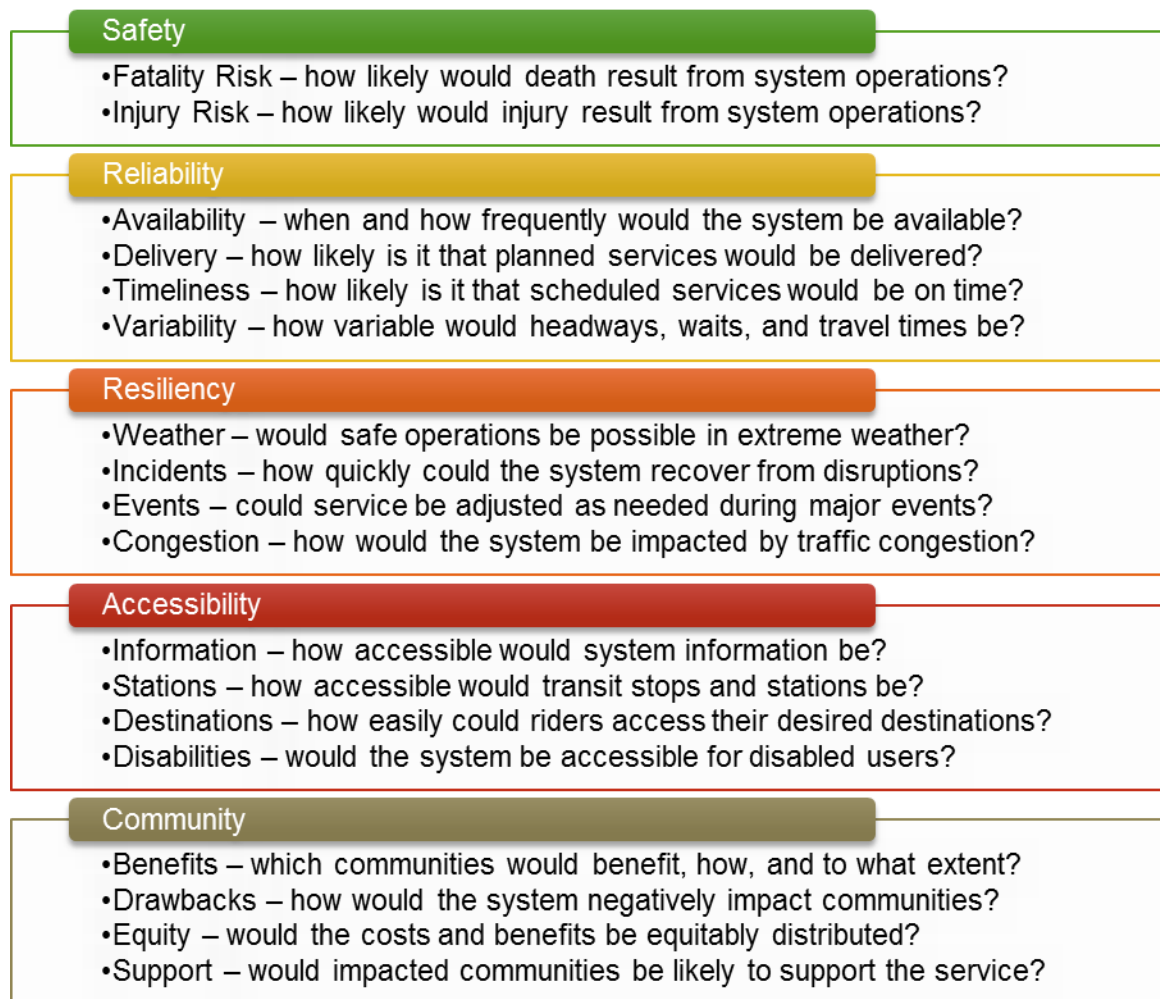 Safety
•Fatality Risk – how likely would death result from system operations?
•Injury Risk – how likely would injury result from system operations?
Reliability
•Availability – when and how frequently would the system be available?
•Delivery – how likely is it that planned services would be delivered?
•Timeliness – how likely is it that scheduled services would be on time?
•Variability – how variable would headways, waits, and travel times be?
Resiliency
•Weather – would safe operations be possible in extreme weather?
•Incidents – how quickly could the system recover from disruptions?
•Events – could service be adjusted as needed during major events?
•Congestion – how would the system be impacted by traffic congestion?
Accessibility
•Information – how accessible would system information be?
•Stations – how accessible would transit stops and stations be?
•Destinations – how easily could riders access their desired destinations?
•Disabilities – would the system be accessible for disabled users?
Community
•Benefits – which communities would benefit, how, and to what extent?
•Drawbacks – how would the system negatively impact communities?
•Equity – would the costs and benefits be equitably distributed?
•Support – would impacted communities be likely to support the service?